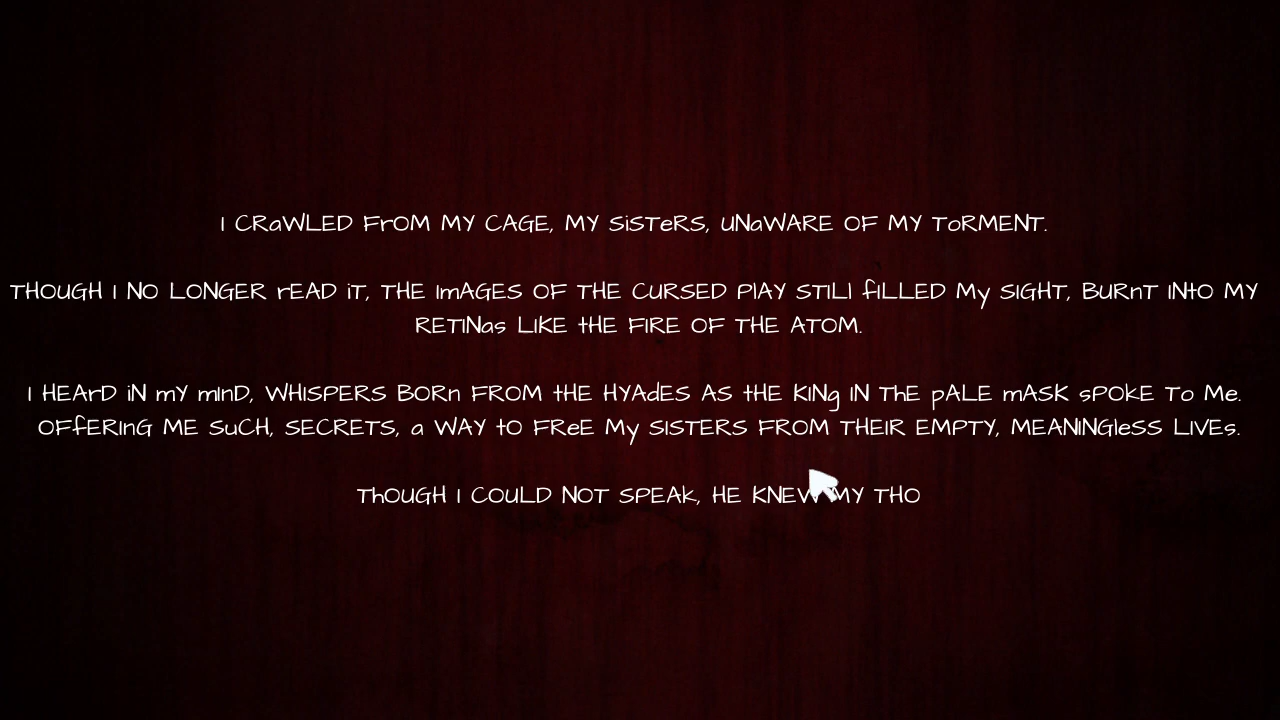 I CRaWLED FrOM MY CAGE, MY SiSTeRS, UNaWARE OF MY ToRMENT.
THOUGH I NO LONGER rEAD iT, THE ImAGES OF THE CURSED PlAY STILl fiLLED My SIGHT, BURnT INtO MY
RETINas LIKE tHE FIRE OF THE ATOM.
I HEArD iN mY mInD, WHISPERS BORn FROM tHE HYAdES AS tHE KINg IN ThE pALE mASK sPOkE To Me.
OFfERInG ME SuCH, SECRETS, a WAY tO FReE My SISTERS FROM THEIR EMPTY, MEANINGleSS LIVEs.
ThOUGH I COULD NOT SPEAk, HE KNEW MY THO